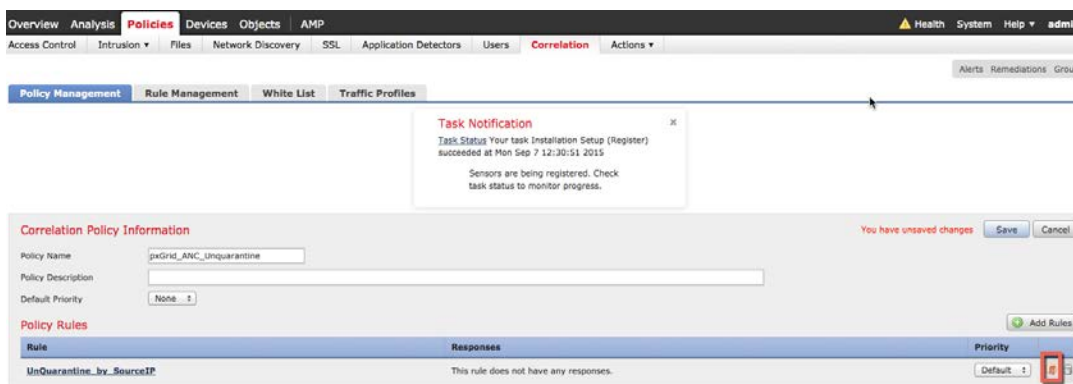 Overview Analysis Policies Devices Objects AMP Health System Help ▾
Access Control Intrusion ▾ Files Network Discovery SSL Application Detectors Users Correlation Actions ▾
Alerts Remediations
Policy Management Rule Management White List Traffic Profiles
Task Notification ×
Task Status Your task Installation Setup (Register)
succeeded at Mon Sep 7 12:30:51 2015
Sensors are being registered. Check
task status to monitor progress.
Correlation Policy Information You have unsaved changes Save Cancel
Policy Name pxGrid_ANC_Unquarantine
Policy Description
Default Priority None
Policy Rules Add Rules
Rule Responses Priority
UnQuarantine_by_SourceIP This rule does not have any responses. Default